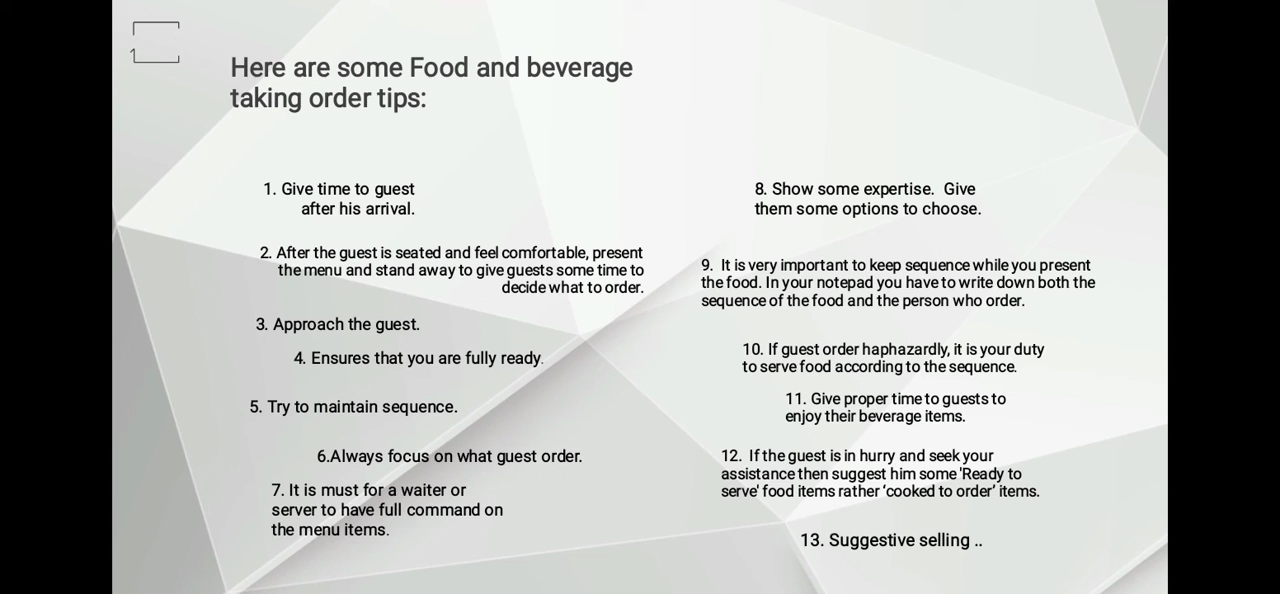 1
Here are some Food and beverage
taking order tips:
1. Give time to guest
after his arrival.
2. After the guest is seated and feel comfortable, present
the menu and stand away to give guests some time to
decide what to order.
3. Approach the guest.
4. Ensures that you are fully ready.
5. Try to maintain sequence.
6.Always focus on what guest order.
7. It is must for a waiter or
server to have full command on
the menu items.
8. Show some expertise.  Give
them some options to choose.
9.  It is very important to keep sequence while you present
the food. In your notepad you have to write down both the
sequence of the food and the person who order.
10. If guest order haphazardly, it is your duty
to serve food according to the sequence.
11. Give proper time to guests to
enjoy their beverage items.
12.  If the guest is in hurry and seek your
assistance then suggest him some 'Ready to
serve' food items rather ‘cooked to order’ items.
13. Suggestive selling ..